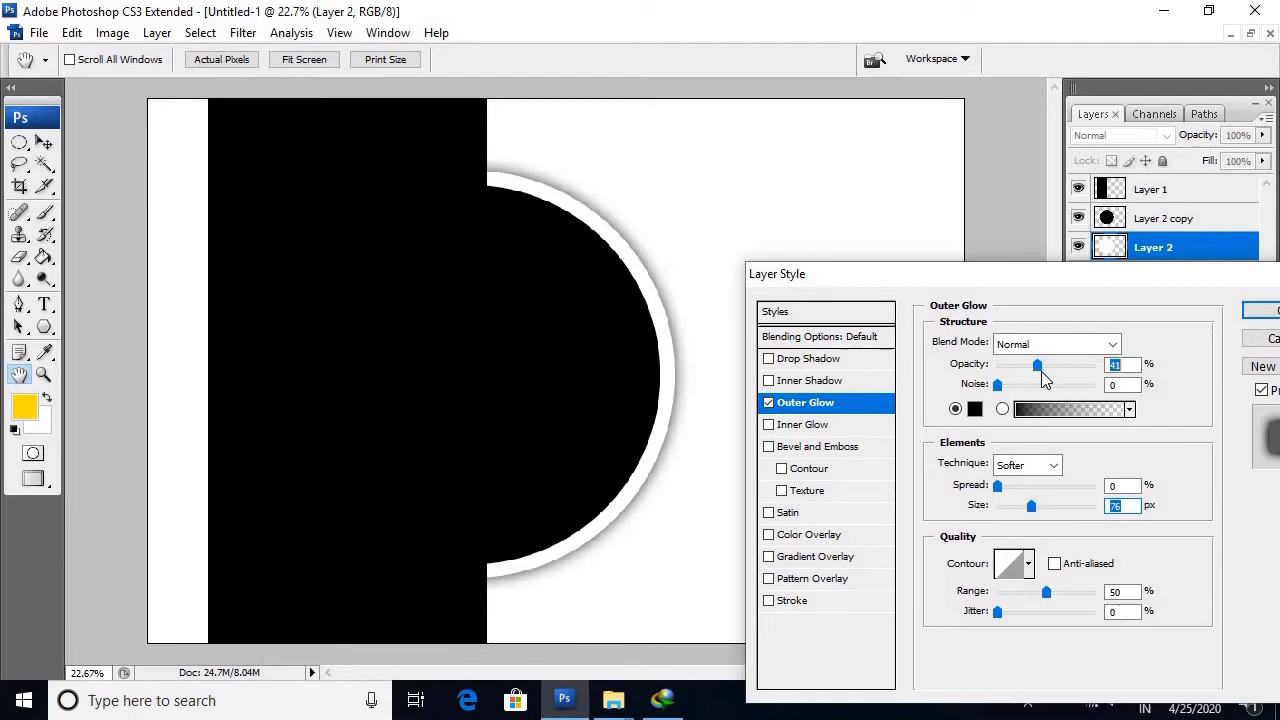 Adobe Photoshop CS3 Extended - [Untitled-1 @ 22.7% (Layer 2, RGB/8)]
File Edit Image Layer Select Filter Analysis View Window Help
Scroll All Windows Actual Pixels Fit Screen Print Size Workspace
Ps
Layers Channels Paths
Normal Opacity: 100%
Lock: Fill: 100%
Layer 1
Layer 2 copy
Layer 2
Layer Style
Styles
Blending Options: Default
Drop Shadow
Inner Shadow
Outer Glow
Inner Glow
Bevel and Emboss
Contour
Texture
Satin
Color Overlay
Gradient Overlay
Pattern Overlay
Stroke
Outer Glow
Structure
Blend Mode: Normal
Opacity: 41 %
Noise: 0 %
Elements
Technique: Softer
Spread: 0 %
Size: 76 px
Quality
Contour: Anti-aliased
Range: 50 %
Jitter: 0 %
New
22.67% Doc: 24.7M/8.04M
Type here to search
IN 4/25/2020